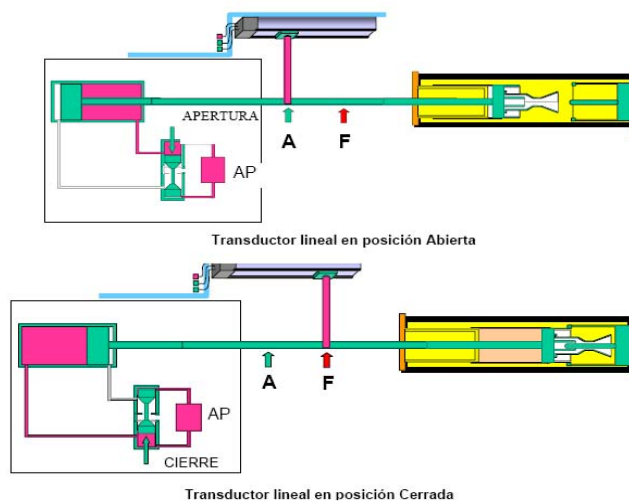 APERTURA
A
F
AP
Transductor lineal en posición Abierta
A
F
AP
CIERRE
Transductor lineal en posición Cerrada